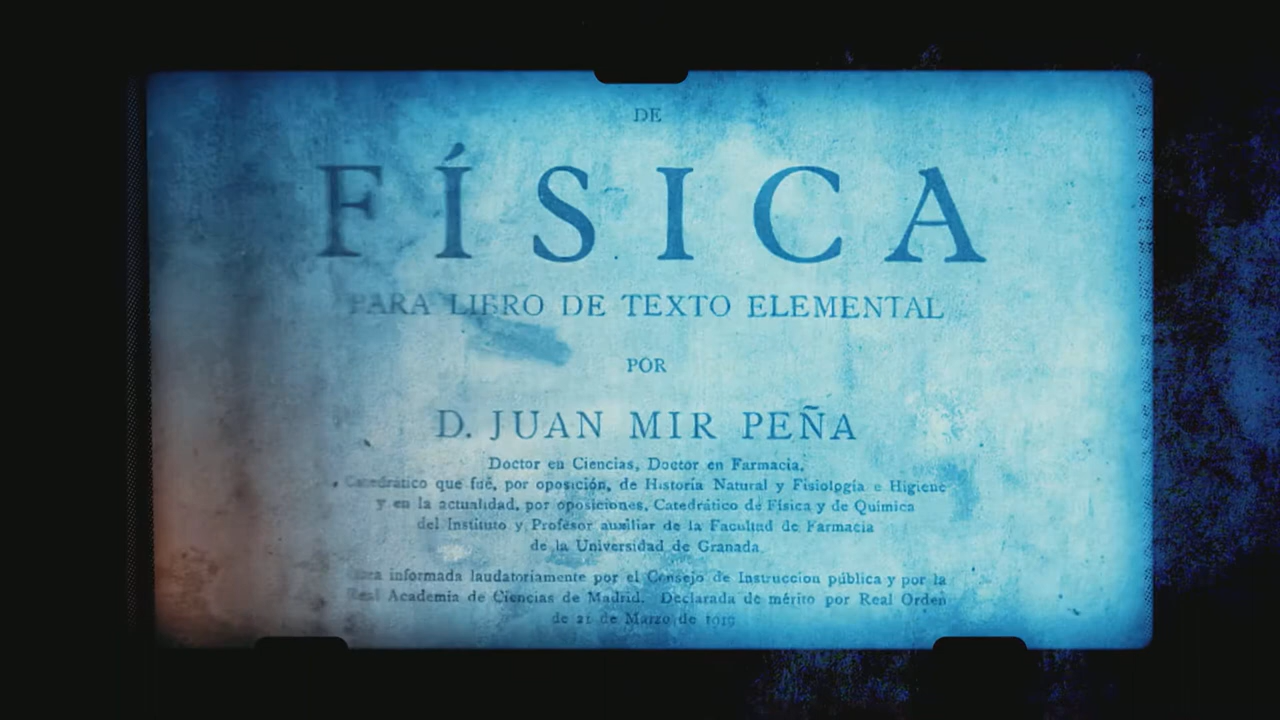 DE
FÍSICA
PARA LIBRO DE TEXTO ELEMENTAL
POR
D. JUAN MIR PEÑA
Doctor en Ciencias, Doctor en Farmacia,
Catedrático que fué, por oposición, de Historia Natural y Fisiología e Higiene
y en la actualidad, por oposiciones, Catedrático de Física y de Química
del Instituto y Profesor auxiliar de la Facultad de Farmacia
de la Universidad de Granada
informada laudatoriamente por el Consejo de Instruccion pública y por la
Real Academia de Ciencias de Madrid. Declarada de mérito por Real Orden
de 21 de Marzo de